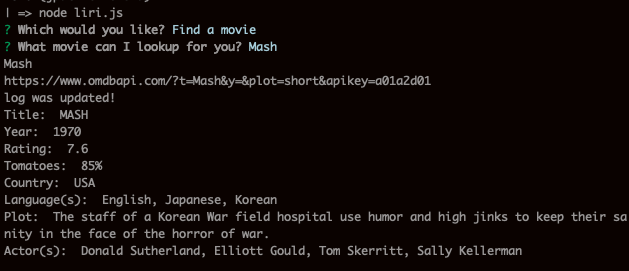 | => node liri.js
? Which would you like? Find a movie
? What movie can I lookup for you? Mash
Mash
https://www.omdbapi.com/?t=Mash&y=&plot=short&apikey=a01a2d01
log was updated!
Title:  MASH
Year:  1970
Rating:  7.6
Tomatoes:  85%
Country:  USA
Language(s):  English, Japanese, Korean
Plot:  The staff of a Korean War field hospital use humor and high jinks to keep their sa
nity in the face of the horror of war.
Actor(s):  Donald Sutherland, Elliott Gould, Tom Skerritt, Sally Kellerman